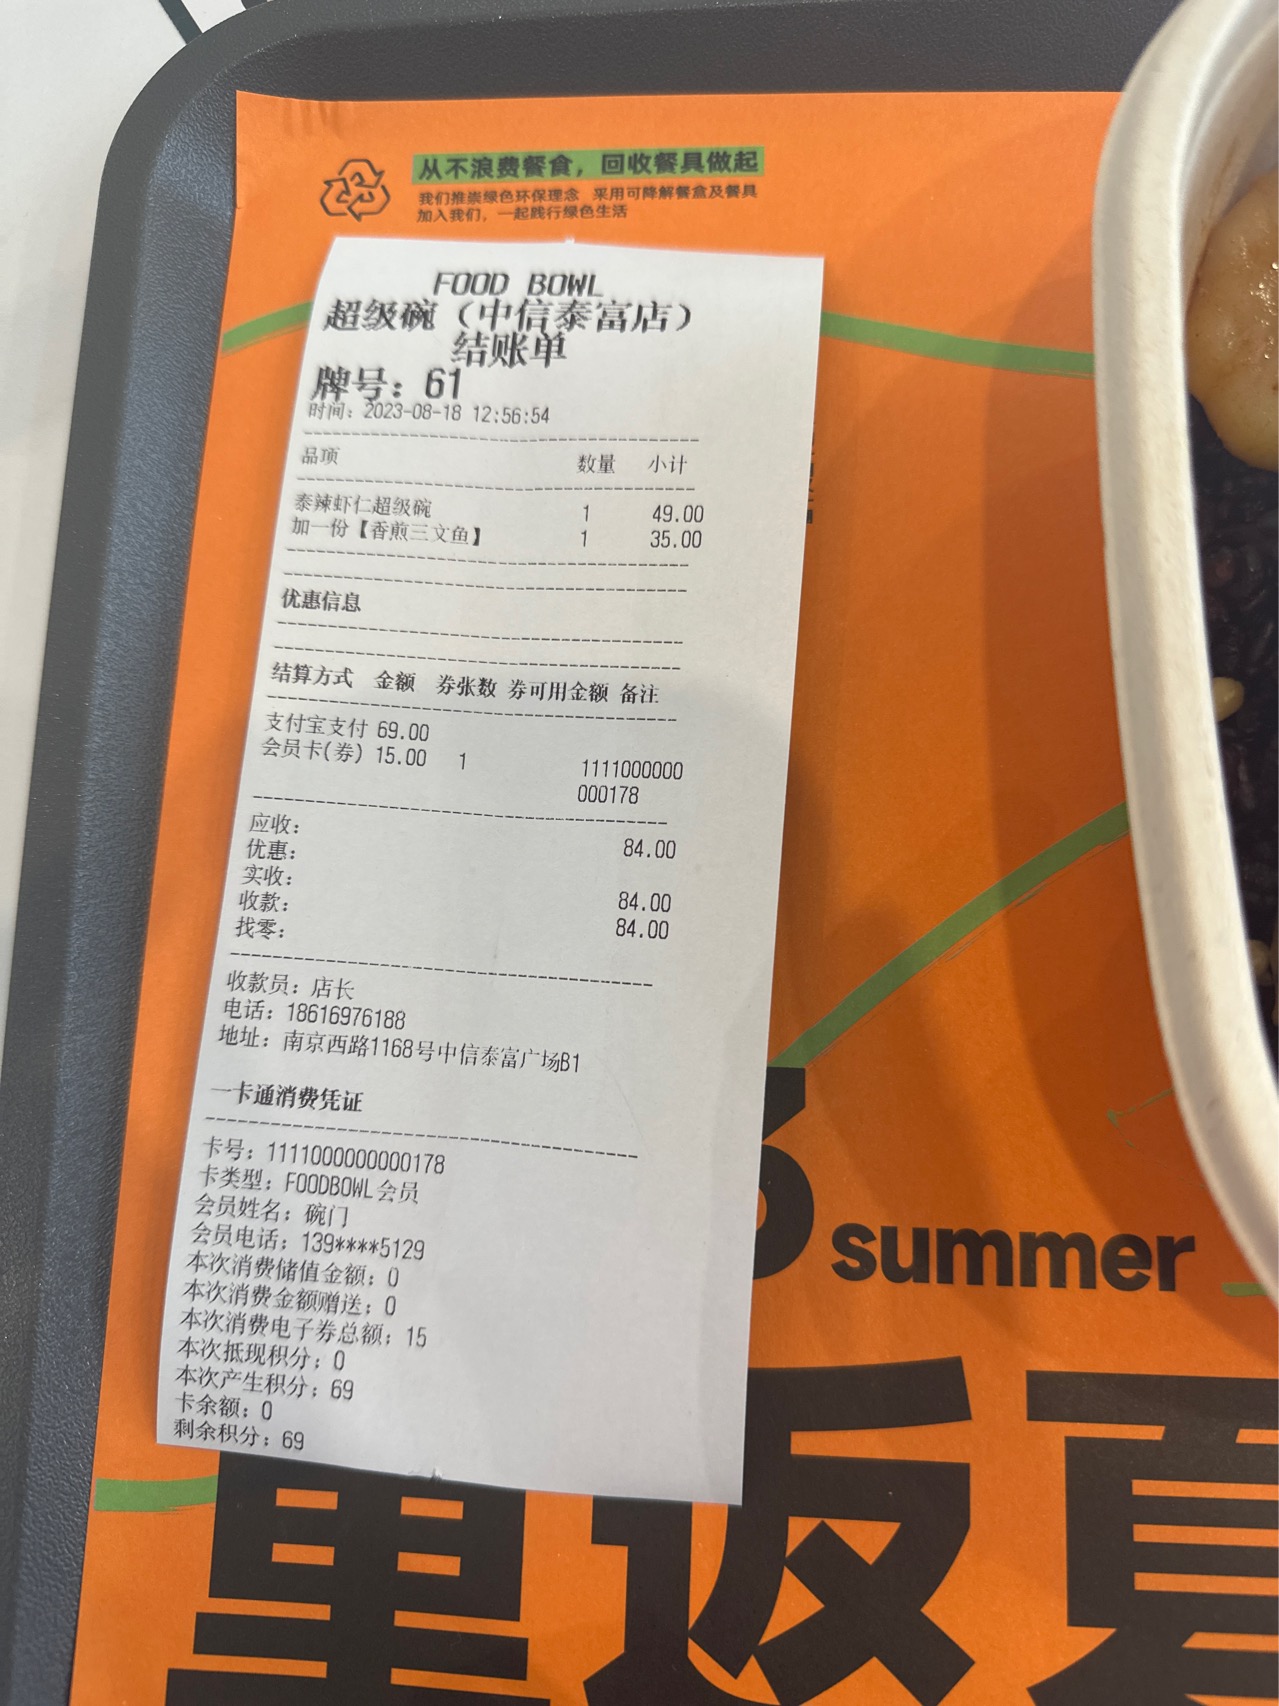 从不浪费餐食，回收餐具做起
我们推崇绿色环保理念 采用可降解餐盒及餐具
加入我们，一起践行绿色生活
FOOD BOWL
超级碗（中信泰富店）
结账单
牌号：61
时间：2023-08-18 12:56:54
品项 数量 小计
泰辣虾仁超级碗 1 49.00
加一份【香煎三文鱼】 1 35.00
优惠信息
结算方式 金额 券张数 券可用金额 备注
支付宝支付 69.00
会员卡(券) 15.00 1 1111000000
000178
应收： 84.00
优惠：
实收： 84.00
收款： 84.00
找零：
收款员：店长
电话：18616976188
地址：南京西路1168号中信泰富广场B1
一卡通消费凭证
卡号：1111000000000178
卡类型：FOODBOWL会员
会员姓名：碗门
会员电话：139****5129
本次消费储值金额：0
本次消费金额赠送：0
本次消费电子券总额：15
本次抵现积分：0
本次产生积分：69
卡余额：0
剩余积分：69
summer
重返夏